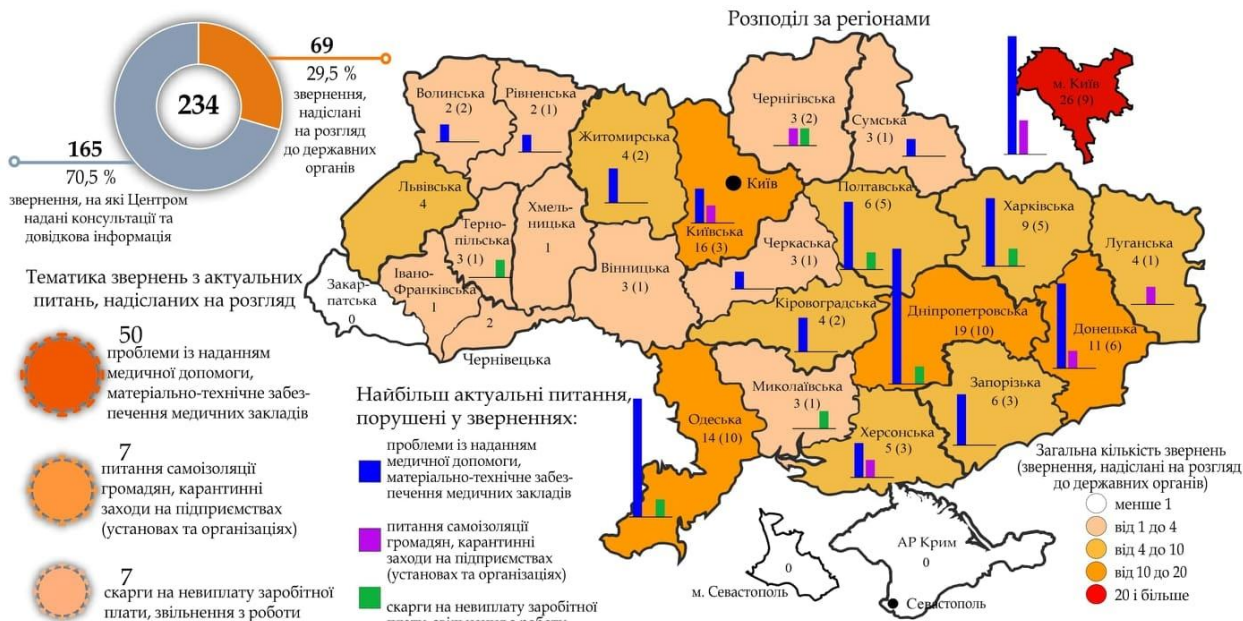 Розподіл за регіонами
69
29,5 %
звернення,
надіслані
на розгляд
до державних
органів
234
165
70,5 %
звернення, на які Центром
надані консультації та
довідкова інформація
Тематика звернень з актуальних
питань, надісланих на розгляд
50
проблеми із наданням
медичної допомоги,
матеріально-технічне забез-
печення медичних закладів
7
питання самоізоляції
громадян, карантинні
заходи на підприємствах
(установах та організаціях)
7
скарги на невиплату заробітної
плати, звільнення з роботи
Волинська
2 (2)
Рівненська
2 (1)
Житомирська
4 (2)
Чернігівська
3 (2)
Сумська
3 (1)
м. Київ
26 (9)
Львівська
4
Терно-
пільська
3 (1)
Хмель-
ницька
1
Київ
Київська
16 (3)
Полтавська
6 (5)
Харківська
9 (5)
Луганська
4 (1)
Закар-
патська
0
Івано-
Франківська
1
2
Чернівецька
Вінницька
3 (1)
Черкаська
3 (1)
Кіровоградська
4 (2)
Дніпропетровська
19 (10)
Донецька
11 (6)
Одеська
14 (10)
Миколаївська
3 (1)
Херсонська
5 (3)
Запорізька
6 (3)
0
м. Севастополь
АР Крим
0
Севастополь
Найбільш актуальні питання,
порушені у зверненнях:
проблеми із наданням
медичної допомоги,
матеріально-технічне забез-
печення медичних закладів
питання самоізоляції
громадян, карантинні
заходи на підприємствах
(установах та організаціях)
скарги на невиплату заробітної
Загальна кількість звернень
(звернення, надіслані на розгляд
до державних органів)
менше 1
від 1 до 4
від 4 до 10
від 10 до 20
20 і більше